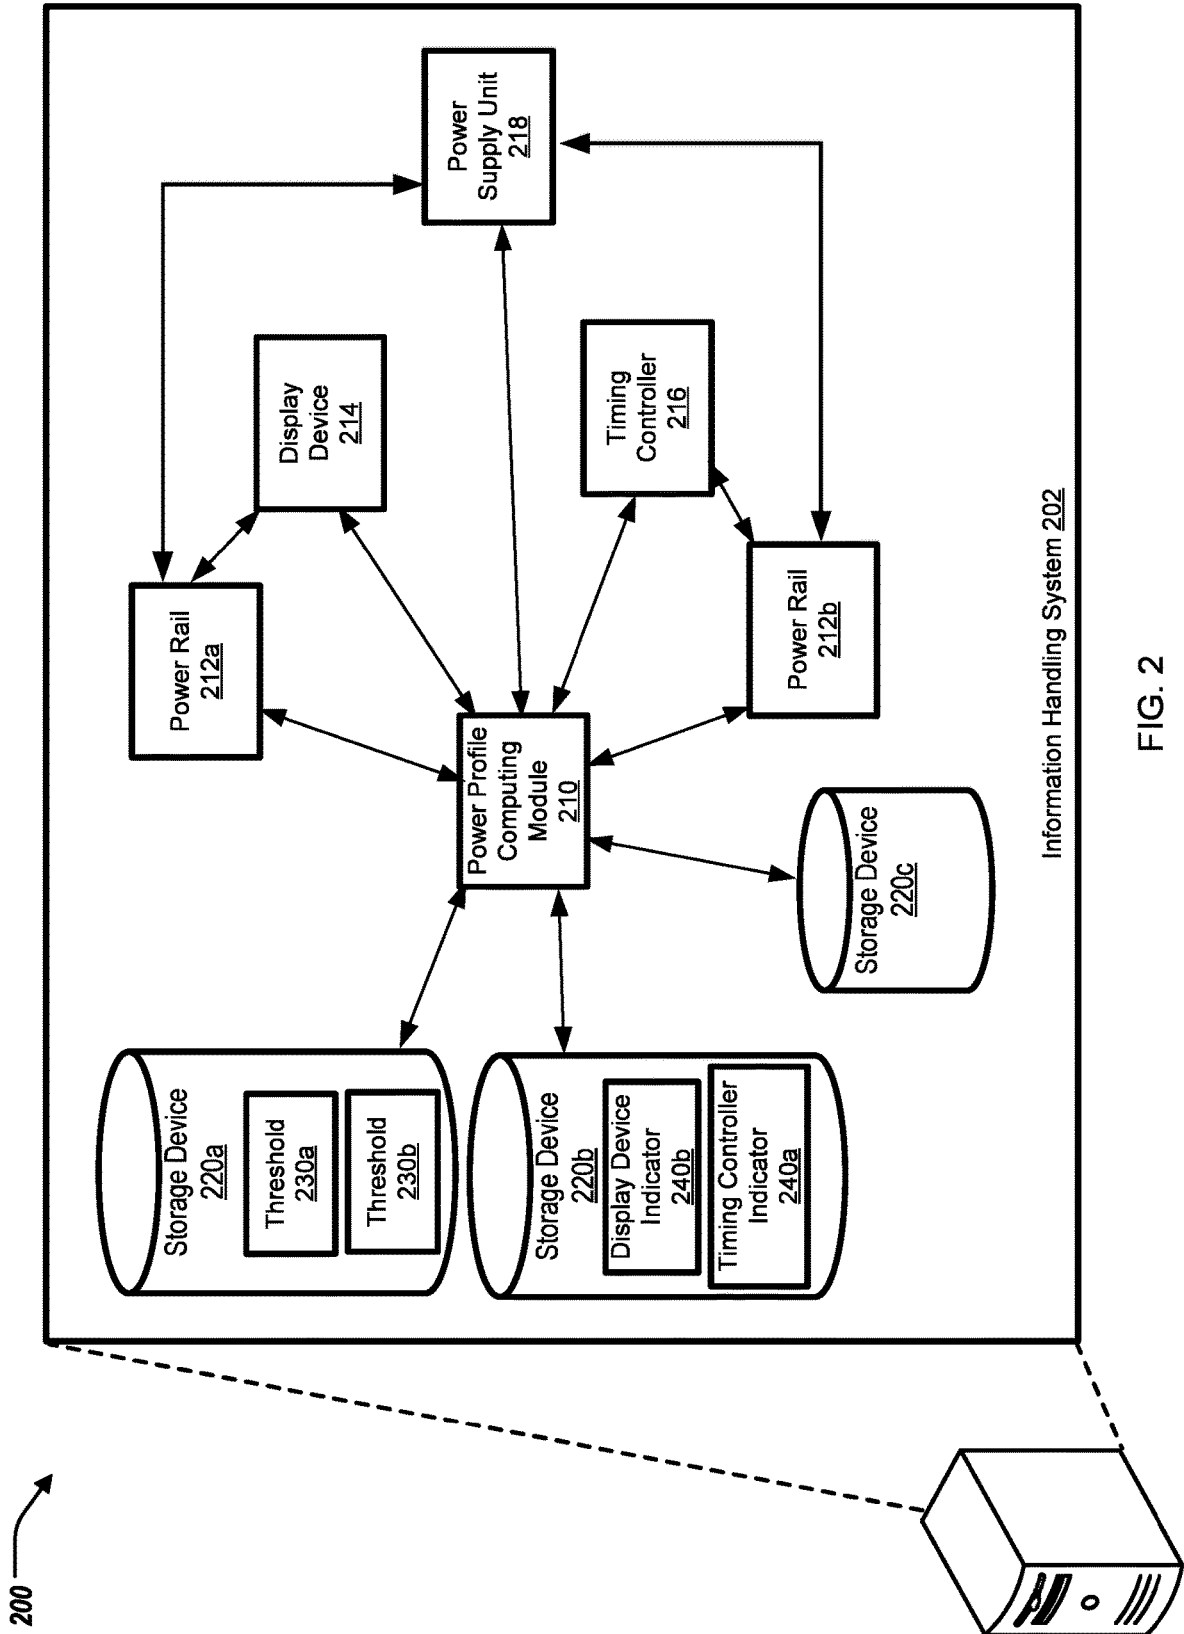 200
Storage Device
220a
Threshold
230a
Threshold
230b
Storage Device
220b
Display Device
Indicator
240b
Timing Controller
Indicator
240a
Storage Device
220c
Power Profile
Computing
Module
210
Power Rail
212a
Display
Device
214
Power
Supply Unit
218
Timing
Controller
216
Power Rail
212b
Information Handling System 202
FIG. 2